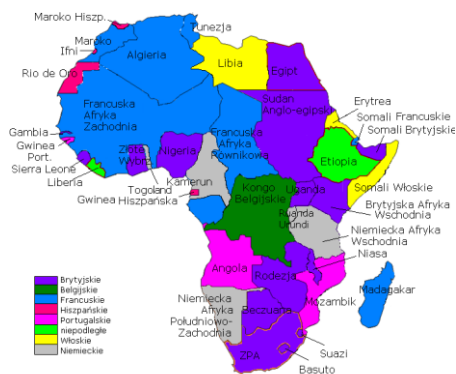 Maroko Hiszp.
Tunezja
Maroko
Ifni
Algieria
Libia
Egiot
Rio de Oro
Francuska
Afryka
Zachodnia
Sudan
Anglo-egipski
Erytrea
Somali Francuskie
Somali Brytyjskie
Francuska
Afryka
Równikowa
Gambia
Gwinea
Port.
Sierra Leone
Liberia
Złote
Wybrz.
Nigeria
Togoland
Kamerun
Gwinea Hiszpańska
Etiopia
Somali Włoskie
Kongo
Belgijskie
Uganda
Ruanda
Urundi
Brytyjska Afryka
Wschodnia
Niemiecka Afryka
Wschodnia
Niasa
Angola
Rodezja
Mozambik
Madagakar
Niemiecka
Afryka
Południowo-
Zachodnia
Beczuana
ZPA
Suazi
Basuto
Brytyjskie
Belgijskie
Francuskie
Hiszpańskie
Portugalskie
niepodległe
Włoskie
Niemieckie